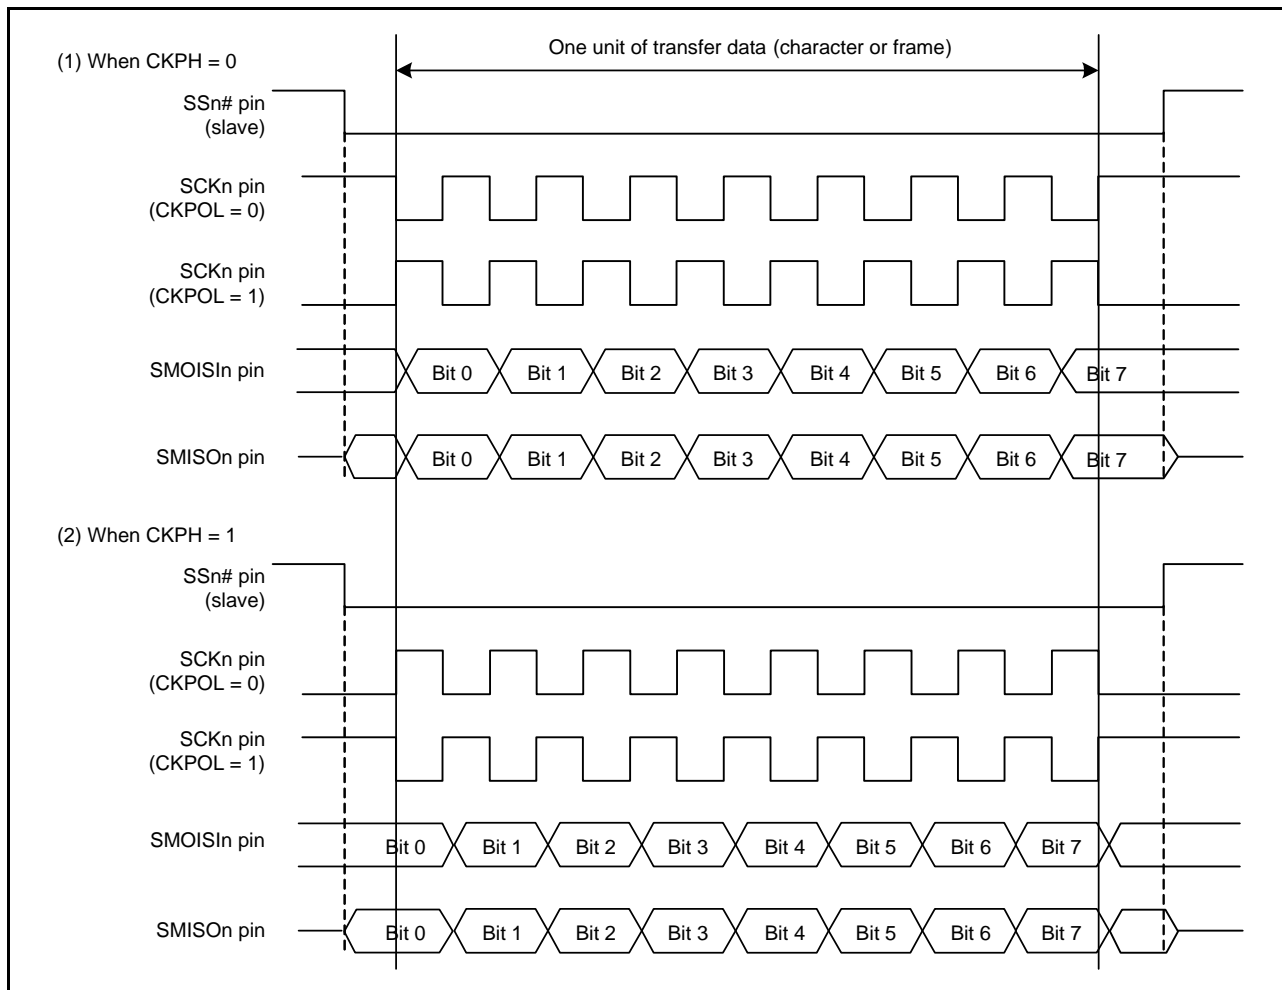 One unit of transfer data (character or frame)
(1) When CKPH = 0
SSn# pin
(slave)
SCKn pin
(CKPOL = 0)
SCKn pin
(CKPOL = 1)
SMOISIn pin
Bit 0 Bit 1 Bit 2 Bit 3 Bit 4 Bit 5 Bit 6 Bit 7
SMISOn pin
Bit 0 Bit 1 Bit 2 Bit 3 Bit 4 Bit 5 Bit 6 Bit 7
(2) When CKPH = 1
SSn# pin
(slave)
SCKn pin
(CKPOL = 0)
SCKn pin
(CKPOL = 1)
SMOISIn pin
Bit 0 Bit 1 Bit 2 Bit 3 Bit 4 Bit 5 Bit 6 Bit 7
SMISOn pin
Bit 0 Bit 1 Bit 2 Bit 3 Bit 4 Bit 5 Bit 6 Bit 7